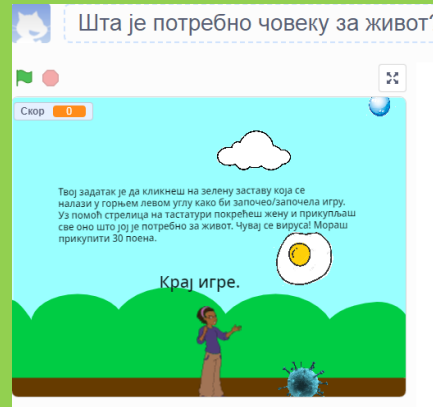 Шта је потребно човеку за живот?
Скор 0
Твој задатак је да кликнеш на зелену заставу која се
налази у горњем левом углу како би започео/започела игру.
Уз помоћ стрелица на тастатури покрећеш жену и прикупљаш
све оно што јој је потребно за живот. Чувај се вируса! Мораш
прикупити 30 поена.
Крај игре.